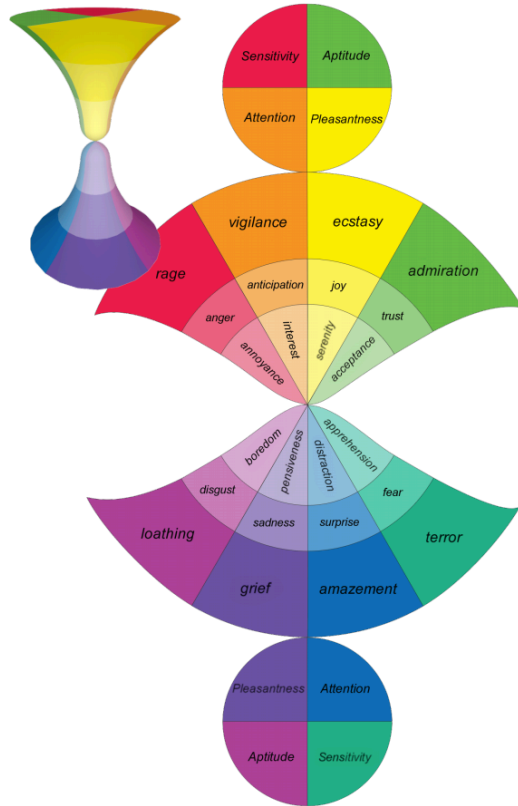 Sensitivity
Aptitude
Attention
Pleasantness
rage
vigilance
ecstasy
admiration
anger
anticipation
joy
trust
annoyance
interest
serenity
acceptance
boredom
pensiveness
distraction
apprehension
disgust
sadness
surprise
fear
loathing
grief
amazement
terror
Pleasantness
Attention
Aptitude
Sensitivity